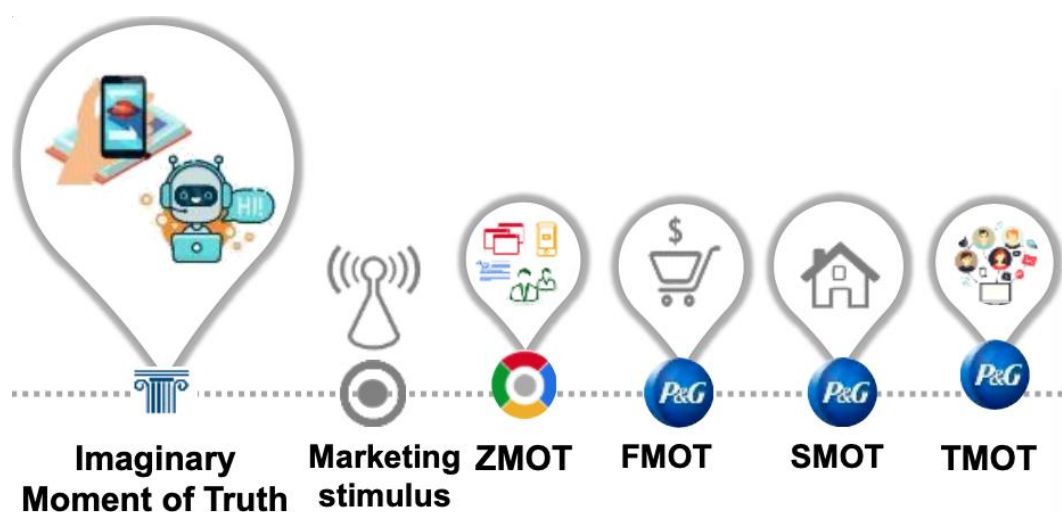 HI!
$
P&G
P&G
P&G
Imaginary
Moment of Truth
Marketing
stimulus
ZMOT
FMOT
SMOT
TMOT